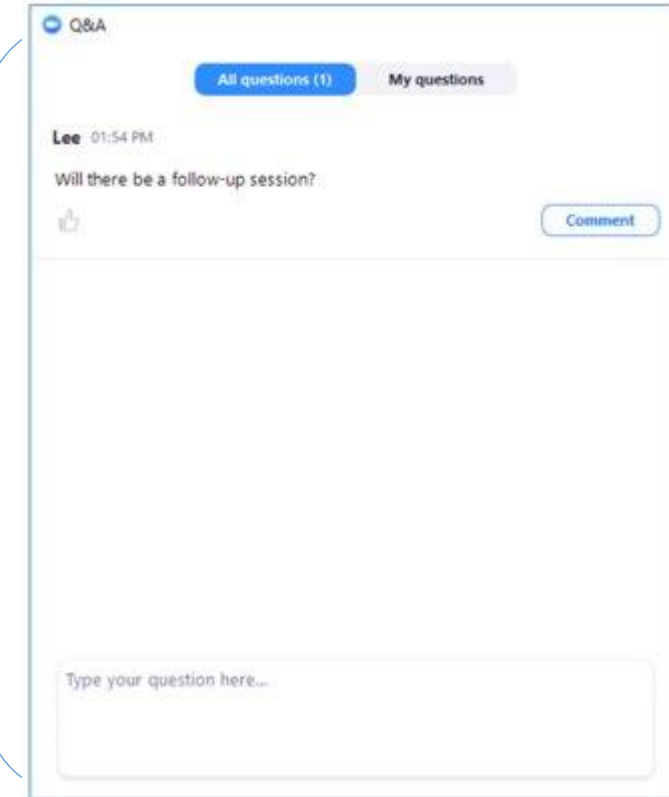 Q&A
All questions (1) My questions
Lee 01:54 PM
Will there be a follow-up session?
Comment
Type your question here...